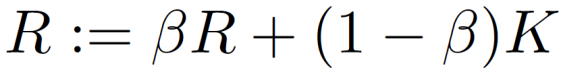 R := βR + (1 − β)K